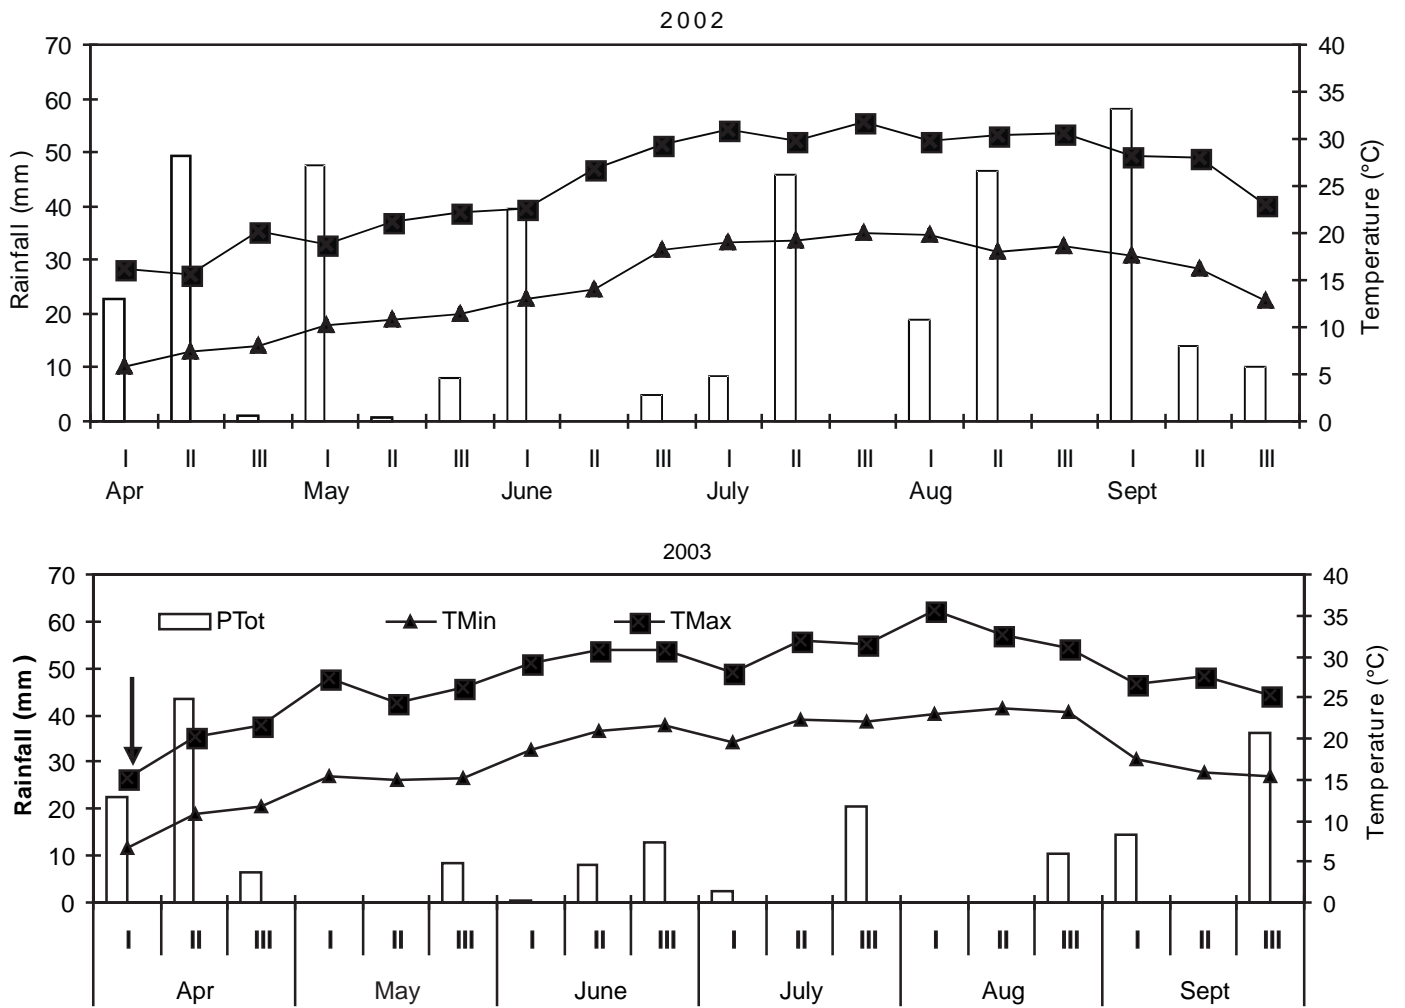 2002
70 40
60 35
50 30
40 25
30 20
20 15
10 10
0 5
0
Rainfall (mm)
Temperature (°C)
I II III I II III I II III I II III I II III I II III
Apr May June July Aug Sept
2003
70 40
60 35
50 30
40 25
30 20
20 15
10 10
0 5
0
PTot TMin TMax
Rainfall (mm)
Temperature (°C)
I II III I II III I II III I II III I II III I II III
Apr May June July Aug Sept